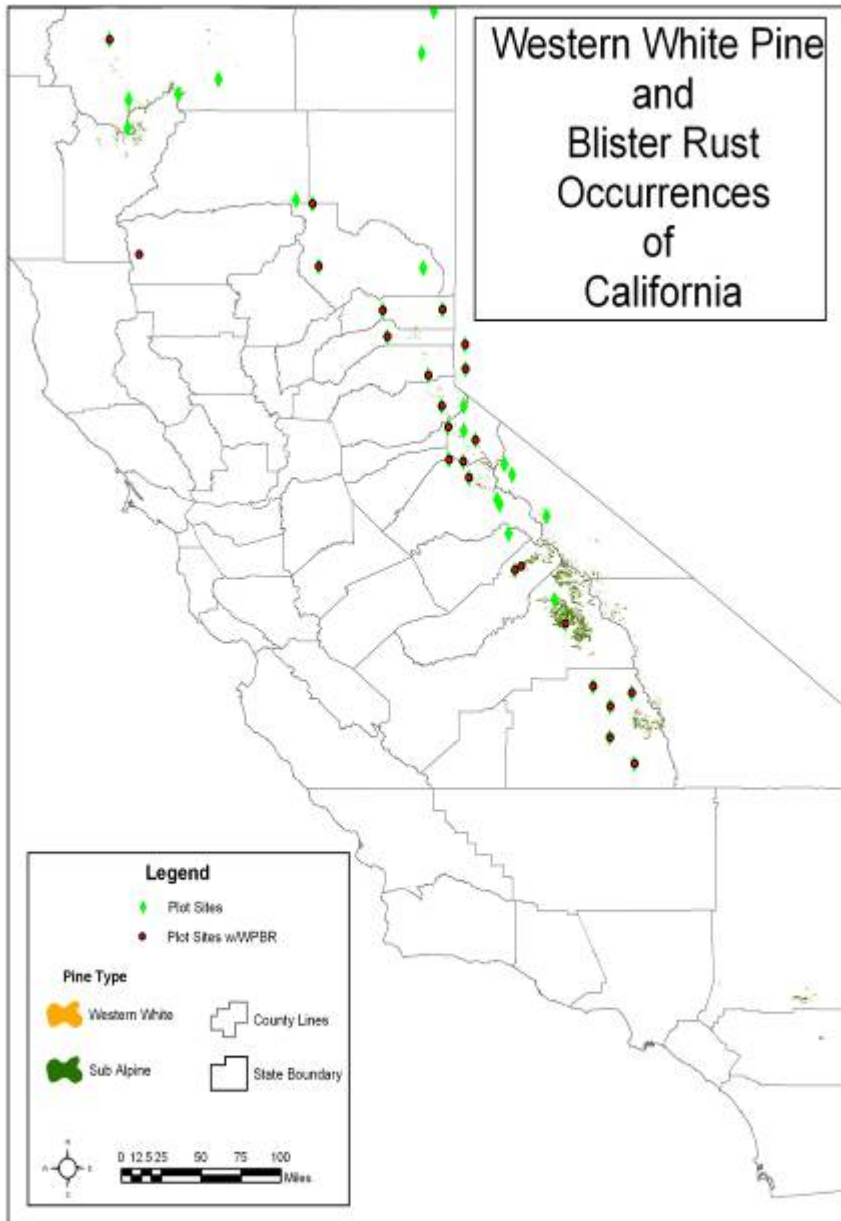 Western White Pine
and
Blister Rust
Occurrences
of
California
Legend
Plot Sites
Plot Sites w/WPBR
Pine Type
Western White
County Lines
Sub Alpine
State Boundary
0 12.5 25 50 75 100
Miles